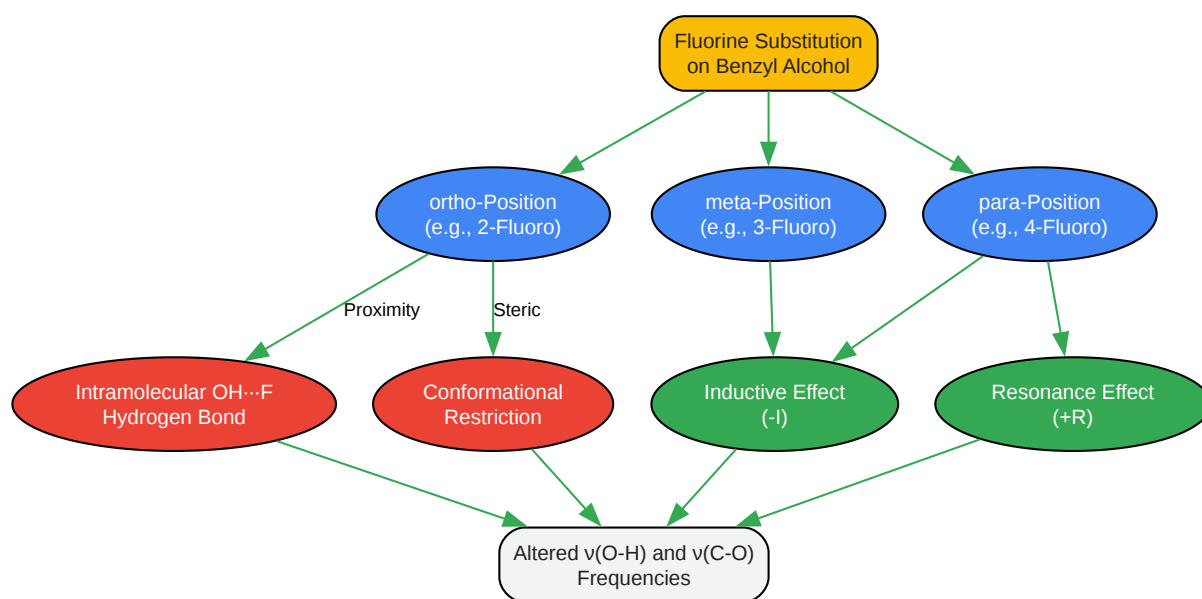 Fluorine Substitution
on Benzyl Alcohol
ortho-Position
(e.g., 2-Fluoro)
meta-Position
(e.g., 3-Fluoro)
para-Position
(e.g., 4-Fluoro)
Proximity
Steric
Intramolecular OH···F
Hydrogen Bond
Conformational
Restriction
Inductive Effect
(-I)
Resonance Effect
(+R)
Altered ν(O-H) and ν(C-O)
Frequencies